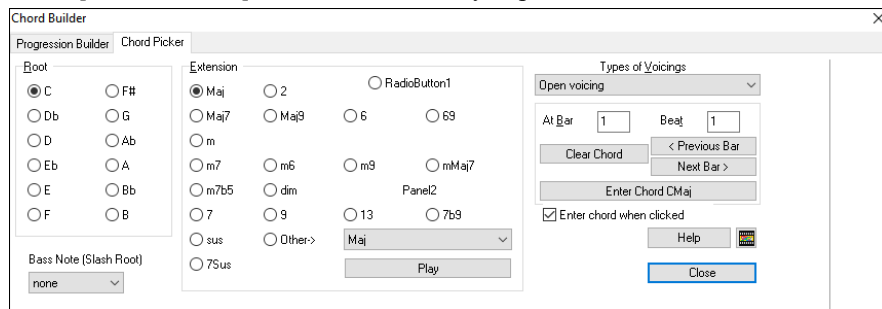 Chord Builder
Progression Builder Chord Picker
Root
C F#
Db G
D Ab
Eb A
E Bb
F B
Bass Note (Slash Root)
none
Extension
Maj 2 RadioButton1
Maj7 Maj9 6 69
m
m7 m6 m9 mMaj7
m7b5 dim Panel2
7 9 13 7b9
sus Other-> Maj
7Sus Play
Types of Voicings
Open voicing
At Bar 1 Beat 1
Clear Chord < Previous Bar
Next Bar >
Enter Chord CMaj
Enter chord when clicked
Help
Close